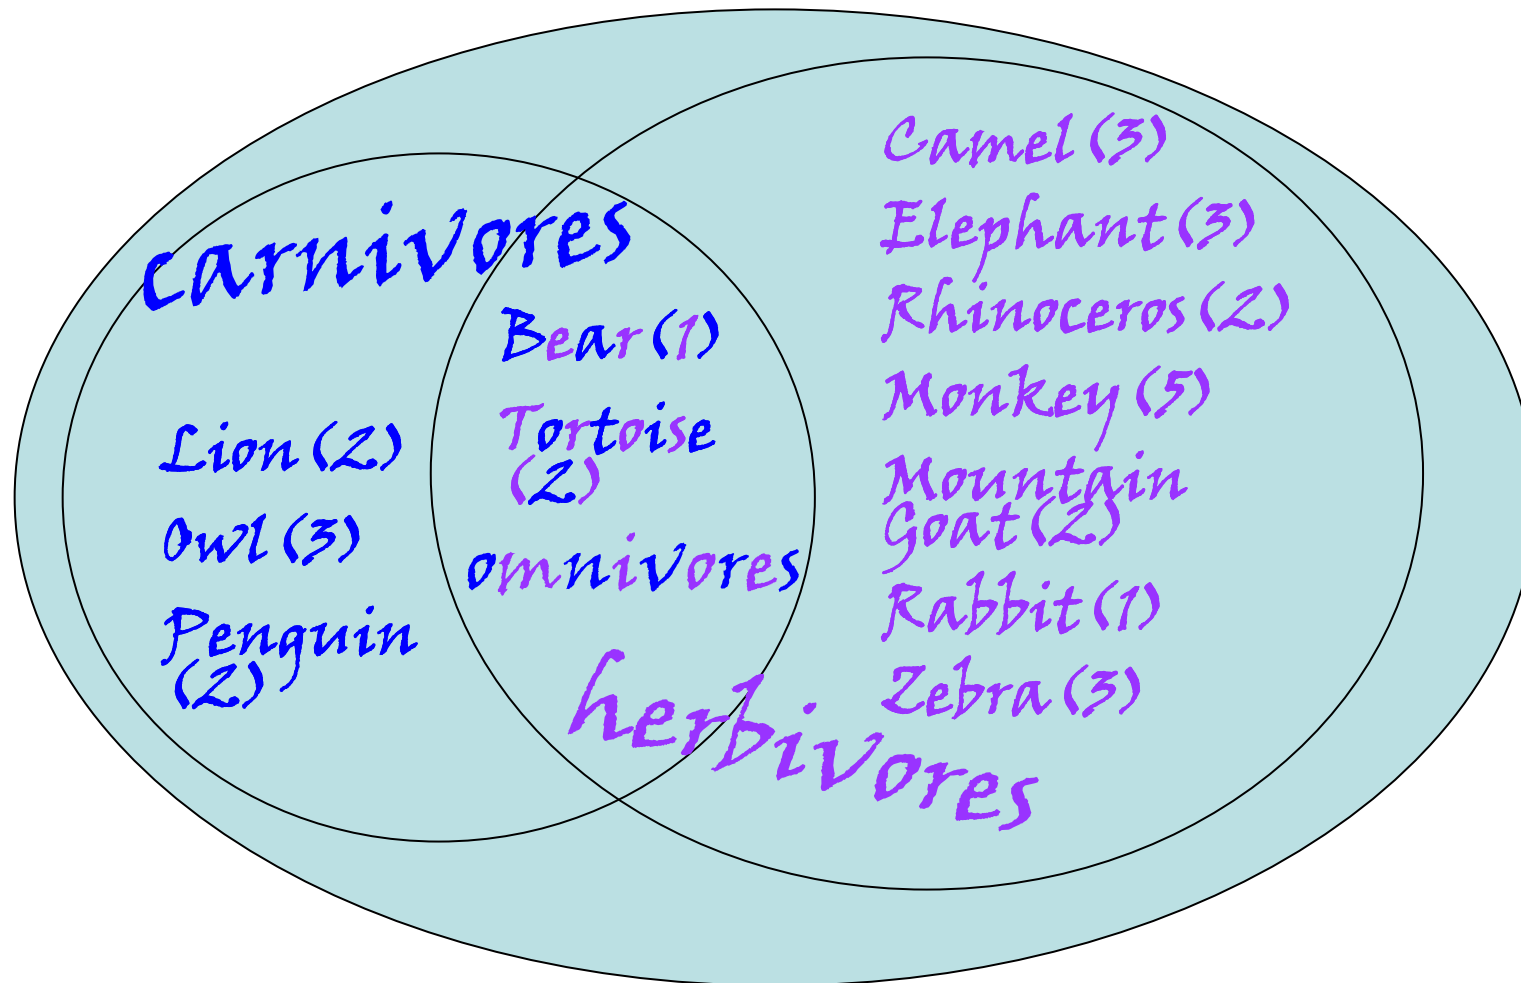 carnivores
Lion (2)
Owl (3)
Penguin
(2)
Bear (1)
Tortoise
(2)
omnivores
herbivores
Camel (3)
Elephant (3)
Rhinoceros (2)
Monkey (5)
Mountain
Goat (2)
Rabbit (1)
Zebra (3)